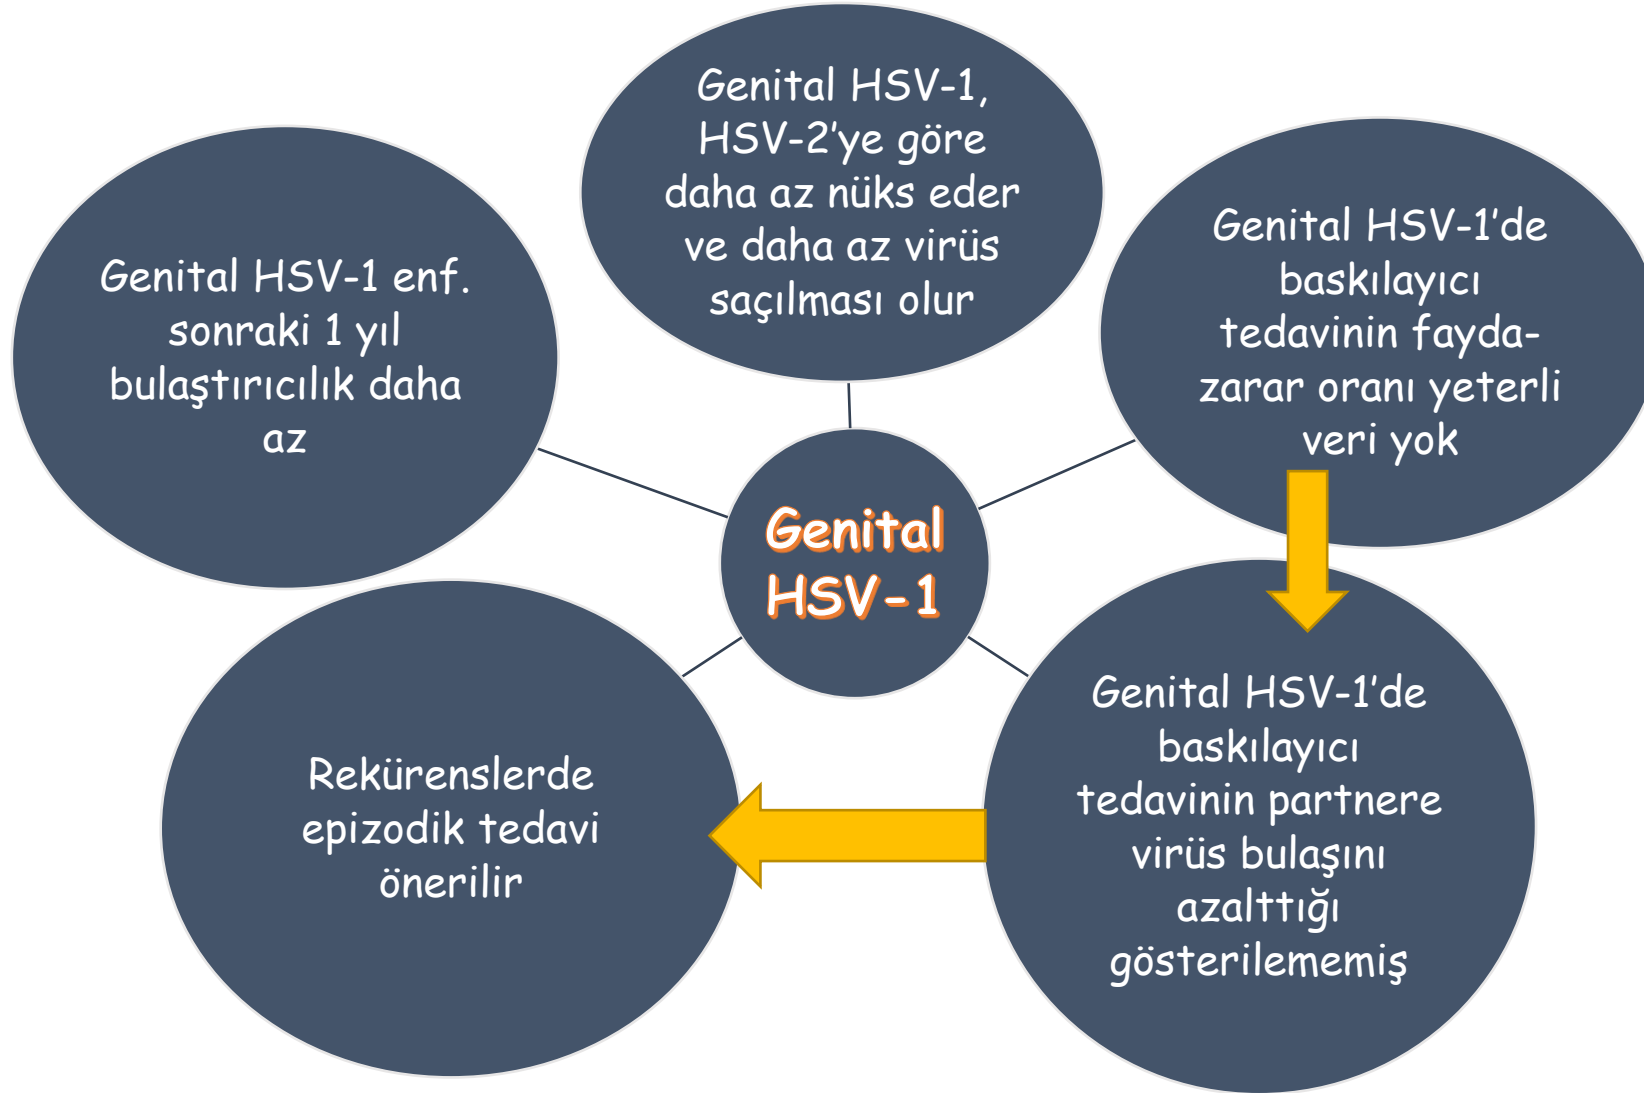 Genital HSV-1,
HSV-2’ye göre
daha az nüks eder
ve daha az virüs
saçılması olur
Genital HSV-1’de
baskılayıcı
tedavinin fayda-
zarar oranı yeterli
veri yok
Genital HSV-1’de
baskılayıcı
tedavinin partnere
virüs bulaşını
azalttığı
gösterilememiş
Rekürenslerde
epizodik tedavi
önerilir
Genital HSV-1 enf.
sonraki 1 yıl
bulaştırıcılık daha
az
Genital
HSV-1